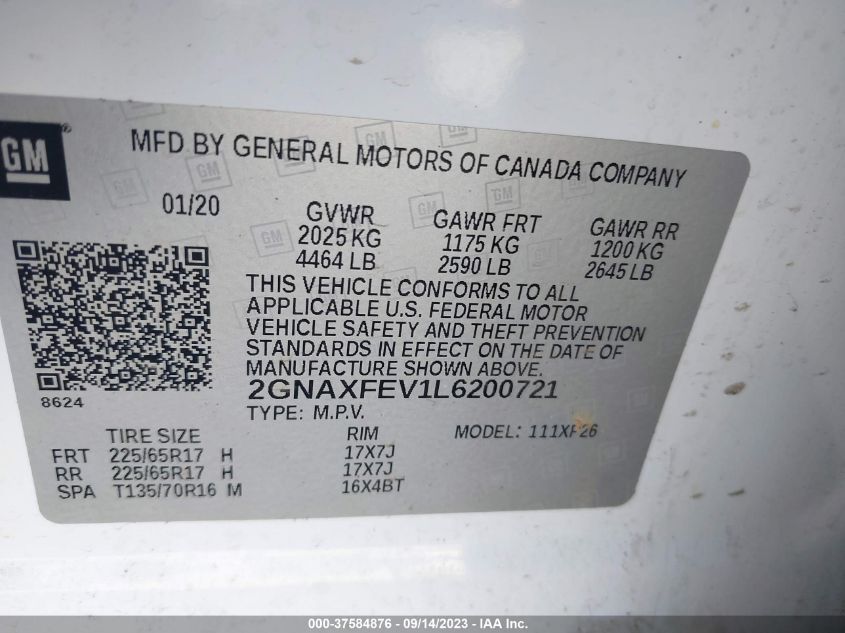 GM®
MFD BY GENERAL MOTORS OF CANADA COMPANY
01/20
GVWR
2025 KG
4464 LB
GAWR FRT
1175 KG
2590 LB
GAWR RR
1200 KG
2645 LB
THIS VEHICLE CONFORMS TO ALL
APPLICABLE U.S. FEDERAL MOTOR
VEHICLE SAFETY AND THEFT PREVENTION
STANDARDS IN EFFECT ON THE DATE OF
MANUFACTURE SHOWN ABOVE.
8624
2GNAXFEV1L6200721
TYPE: M.P.V.
TIRE SIZE RIM MODEL: 111XF26
FRT 225/65R17 H 17X7J
RR 225/65R17 H 17X7J
SPA T135/70R16 M 16X4BT
000-37584876 - 09/14/2023 - IAA Inc.